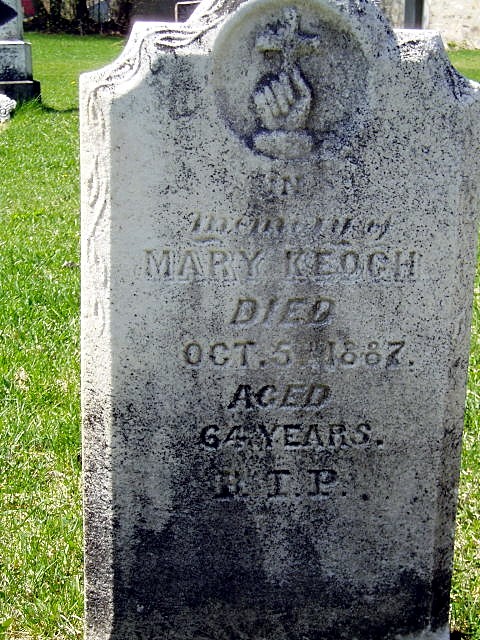 IN
memory of
MARY KEOGH
DIED
OCT. 5 1887.
AGED
64 YEARS.
R.I.P.